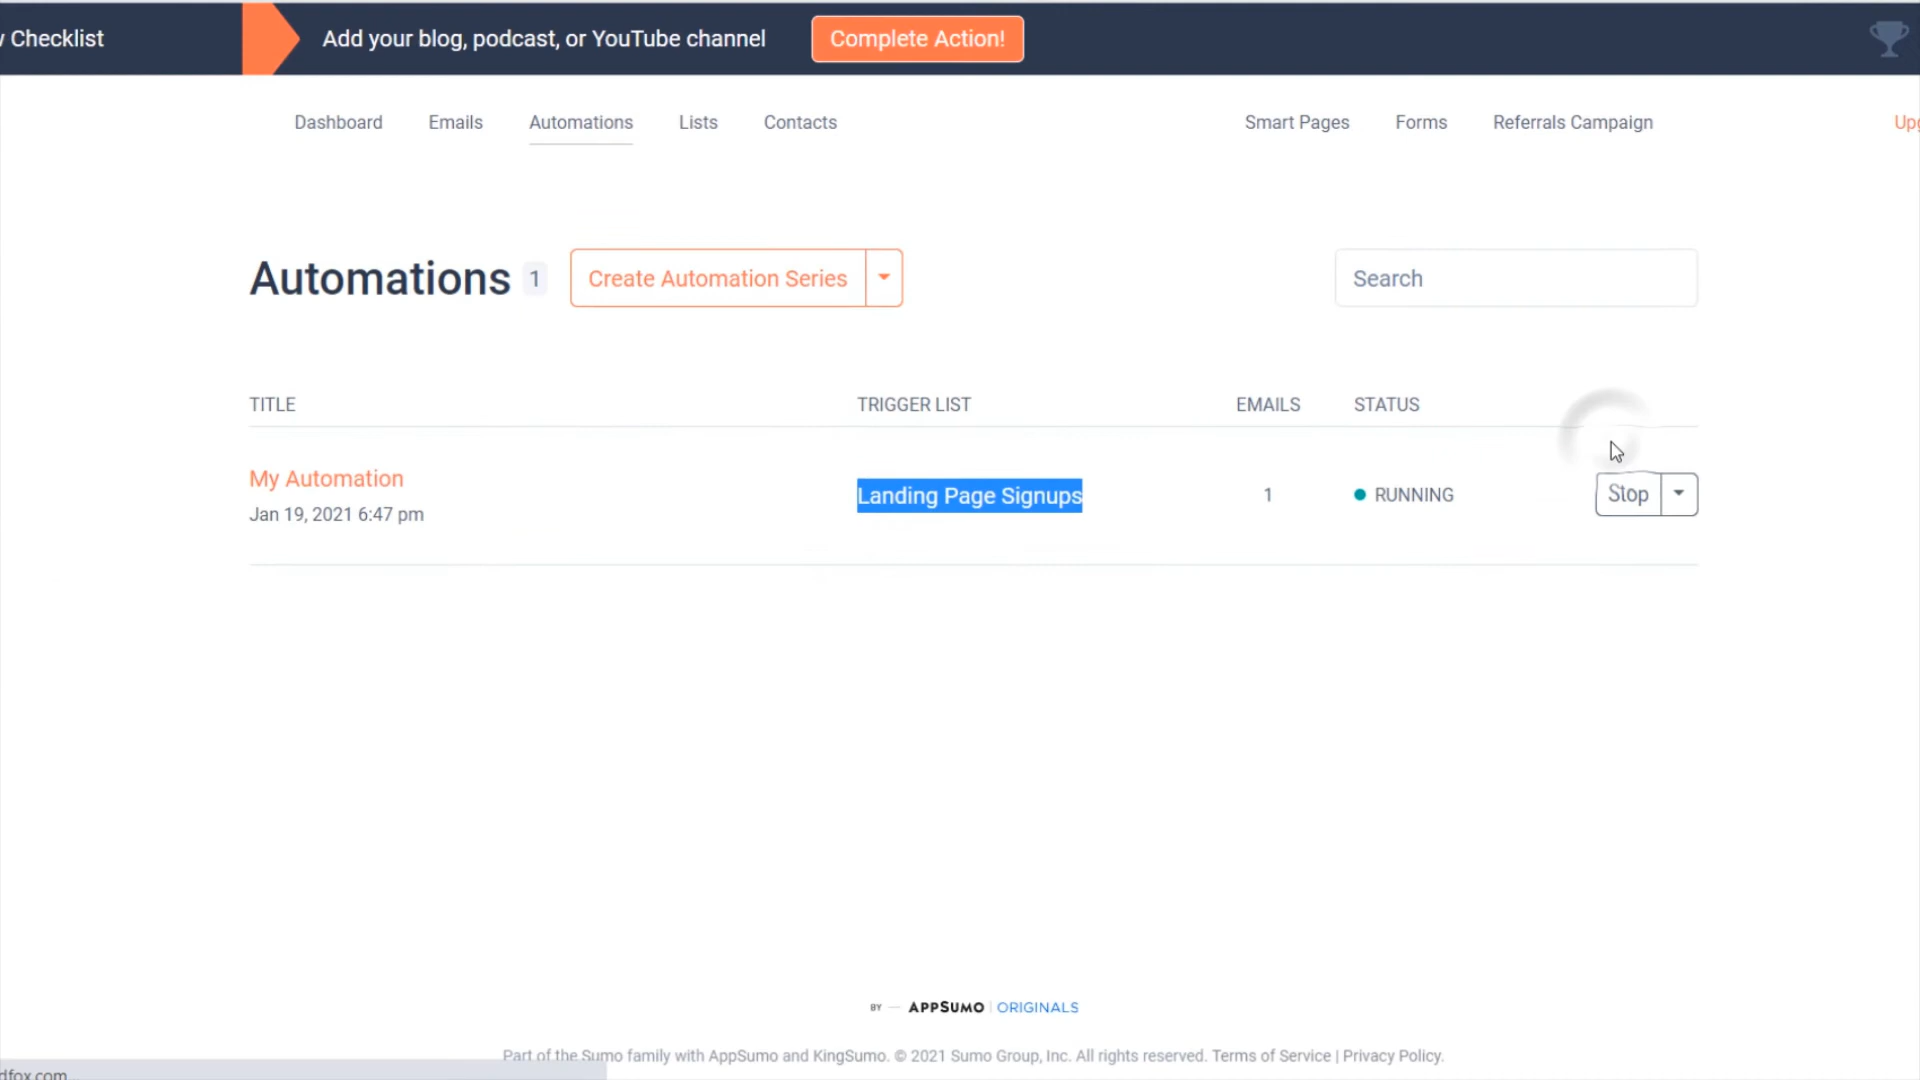 Checklist
Add your blog, podcast, or YouTube channel
Complete Action!
Dashboard Emails Automations Lists Contacts Smart Pages Forms Referrals Campaign
Automations 1 Create Automation Series Search
TITLE TRIGGER LIST EMAILS STATUS
My Automation
Jan 19, 2021 6:47 pm
Landing Page Signups 1 RUNNING Stop
BY — APPSUMO | ORIGINALS
Part of the Sumo family with AppSumo and KingSumo. © 2021 Sumo Group, Inc. All rights reserved. Terms of Service | Privacy Policy.